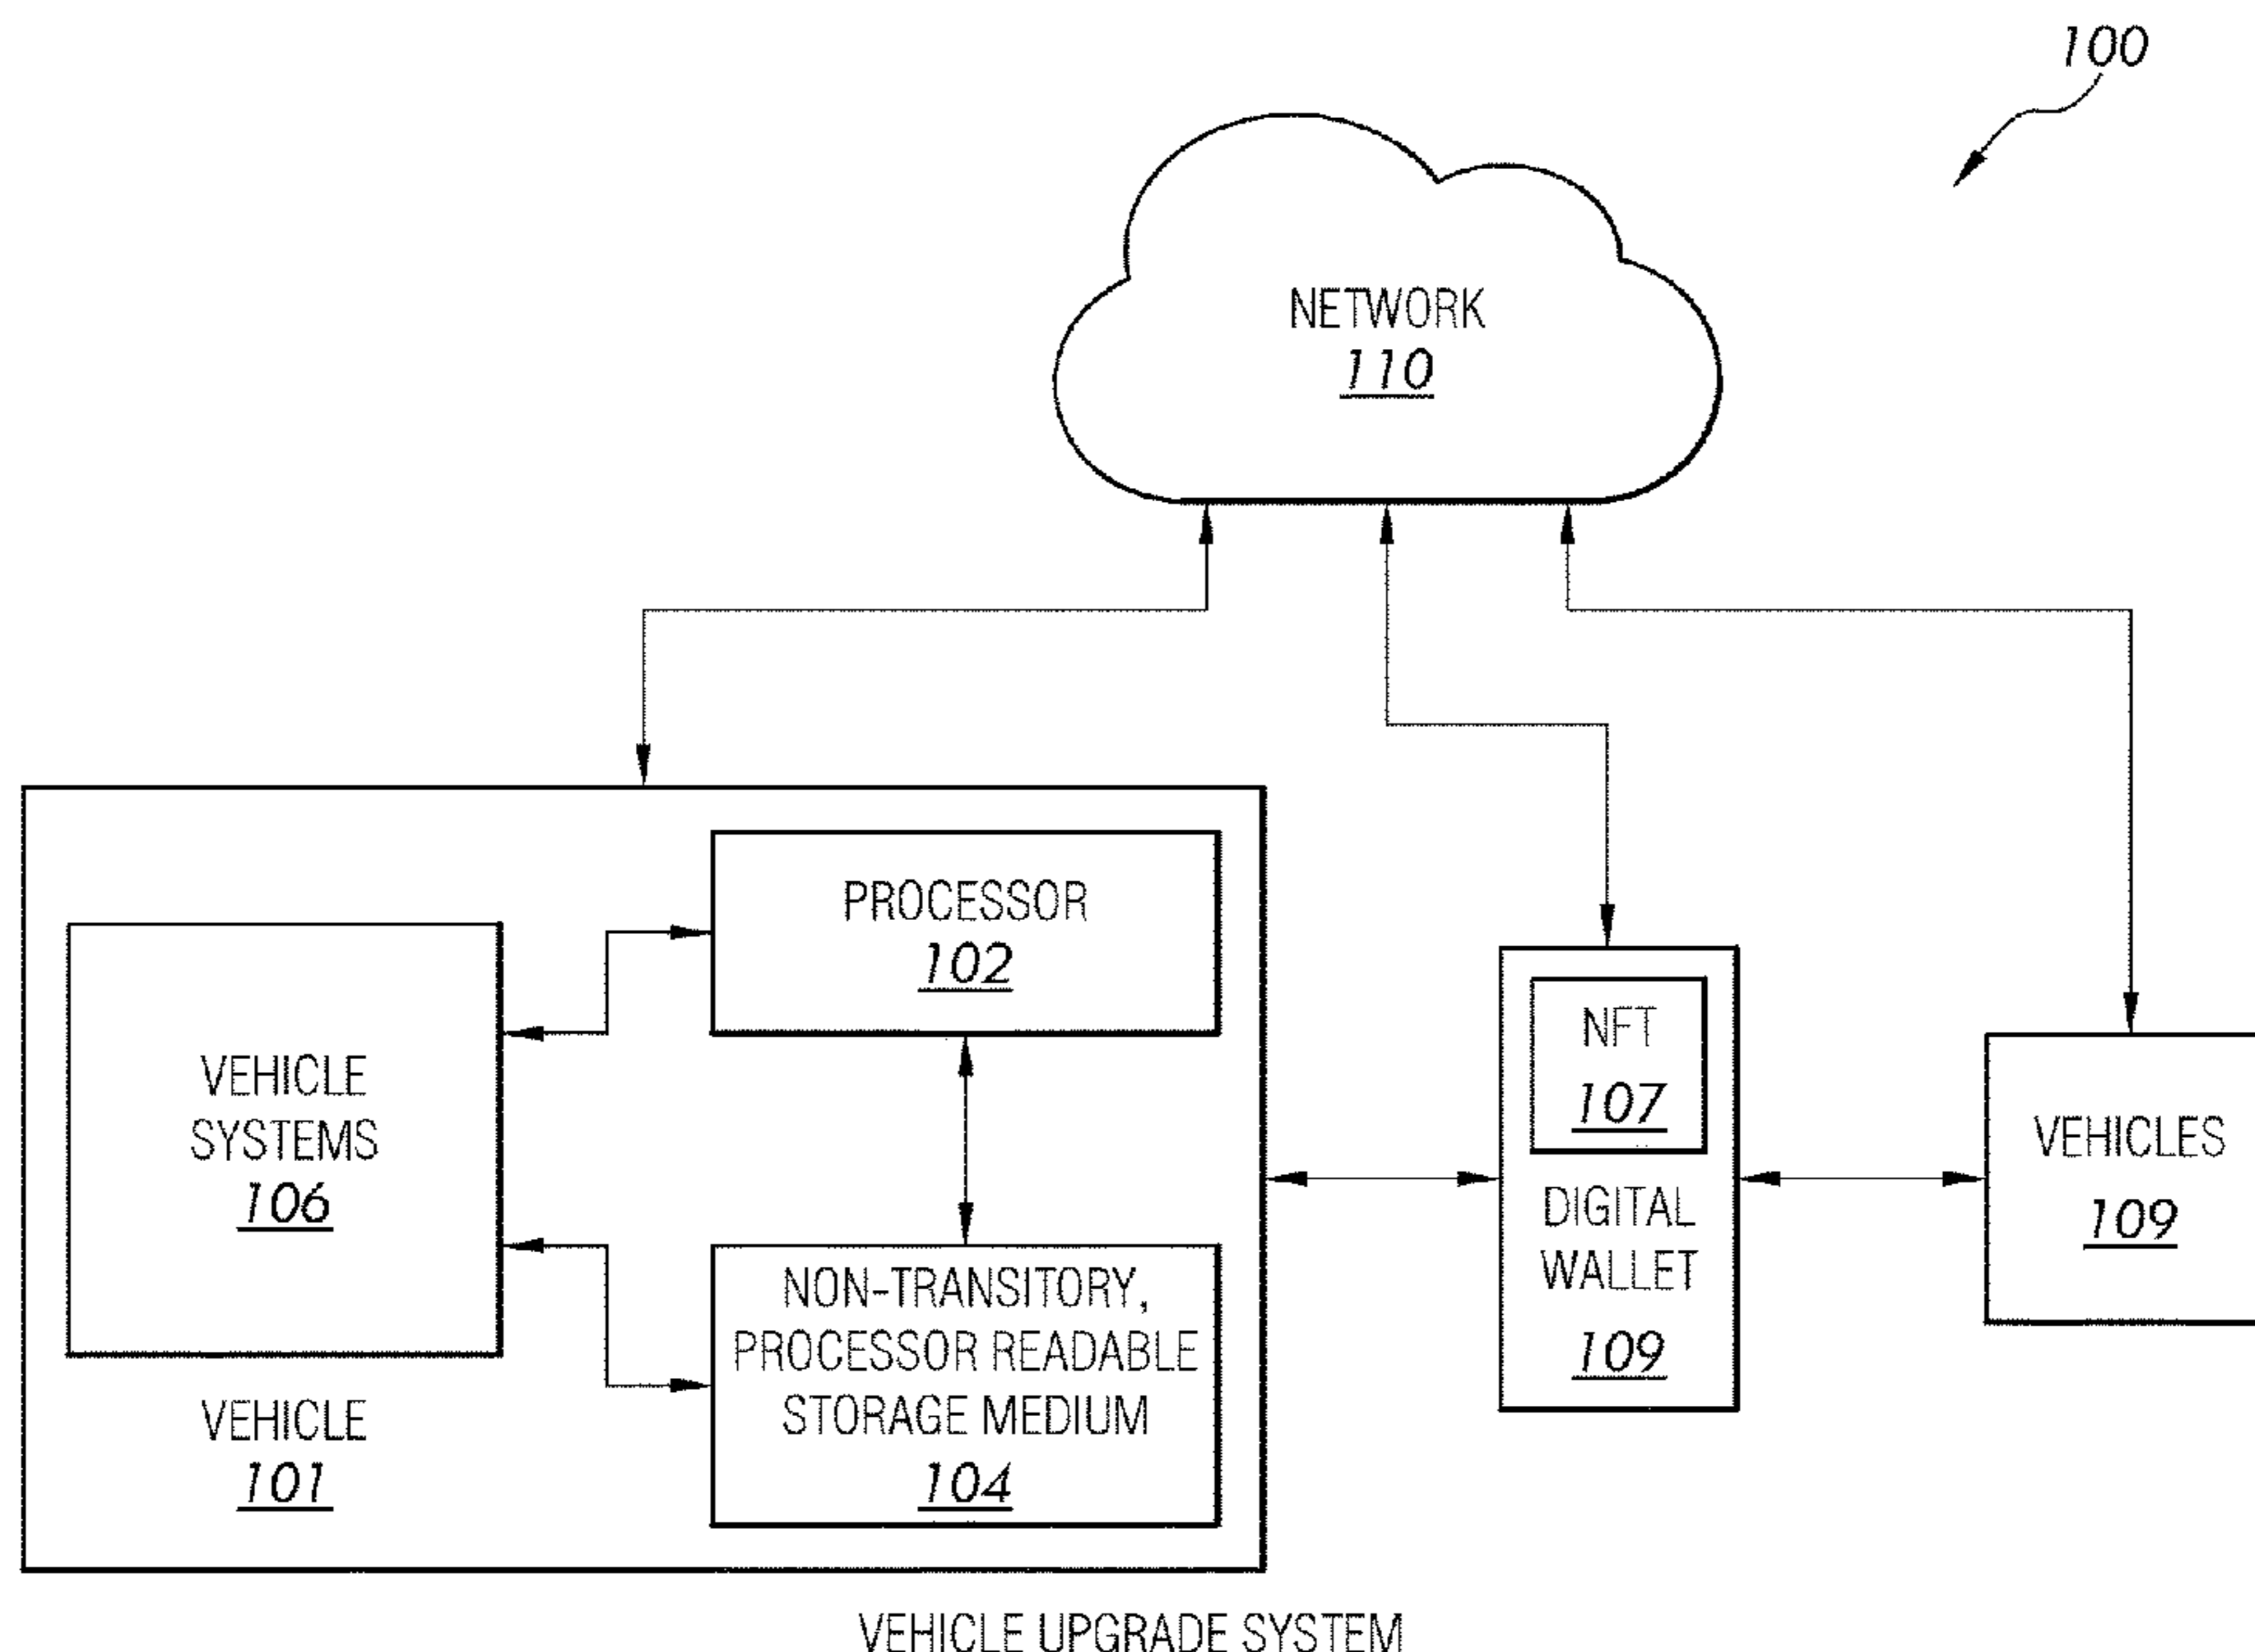 100
NETWORK
110
PROCESSOR
102
VEHICLE
SYSTEMS
106
NON-TRANSITORY,
PROCESSOR READABLE
STORAGE MEDIUM
104
VEHICLE
101
NFT
107
DIGITAL
WALLET
109
VEHICLES
109
VEHICLE UPGRADE SYSTEM